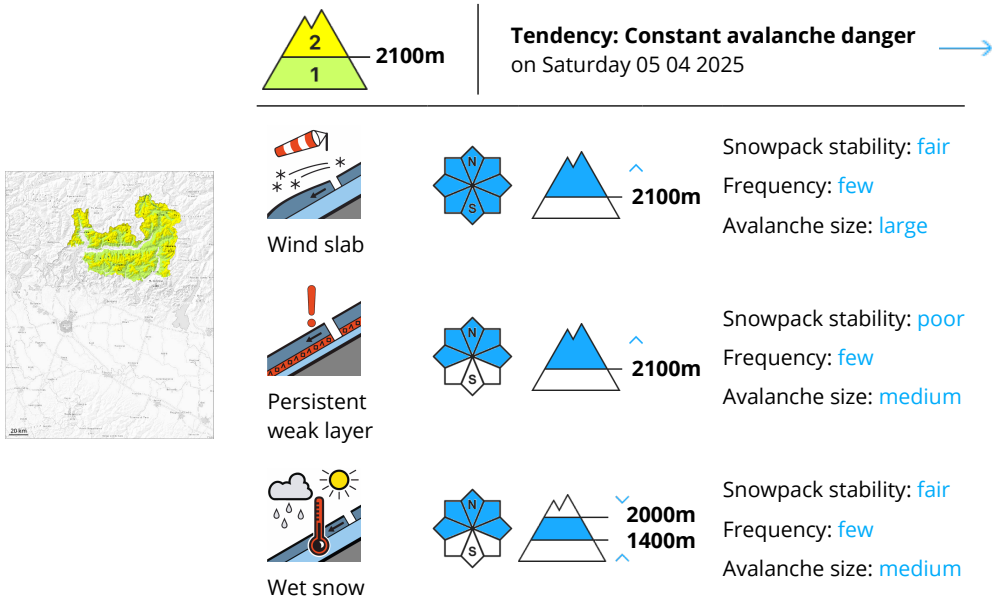 2
1
2100m
Tendency: Constant avalanche danger
on Saturday 05 04 2025
N
S
2100m
Snowpack stability: fair
Frequency: few
Avalanche size: large
Wind slab
20 km
N
S
2100m
Snowpack stability: poor
Frequency: few
Avalanche size: medium
Persistent
weak layer
N
S
2000m
1400m
Snowpack stability: fair
Frequency: few
Avalanche size: medium
Wet snow